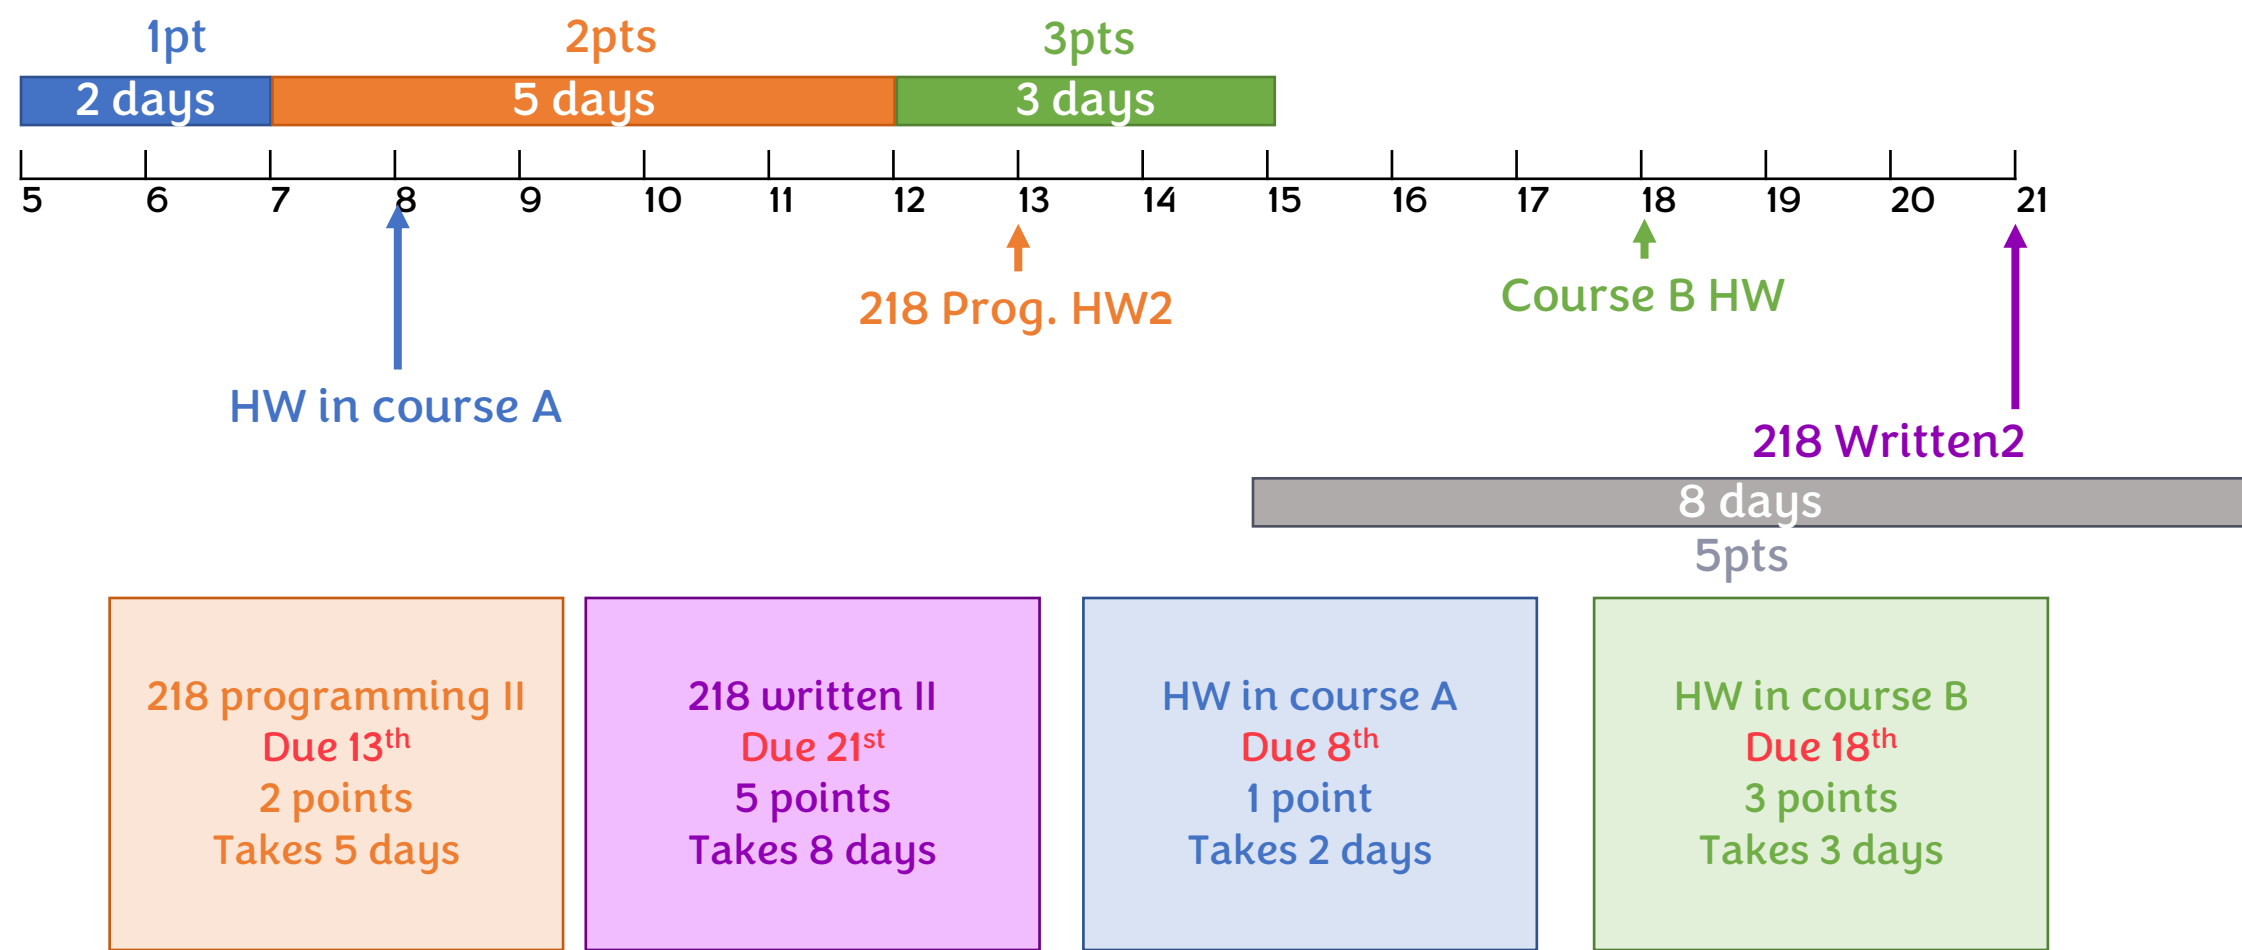 1pt 2pts 3pts
2 days 5 days 3 days
5 6 7 8 9 10 11 12 13 14 15 16 17 18 19 20 21
218 Prog. HW2
Course B HW
HW in course A
218 Written2
8 days
5pts
218 programming II
Due 13th
2 points
Takes 5 days
218 written II
Due 21st
5 points
Takes 8 days
HW in course A
Due 8th
1 point
Takes 2 days
HW in course B
Due 18th
3 points
Takes 3 days